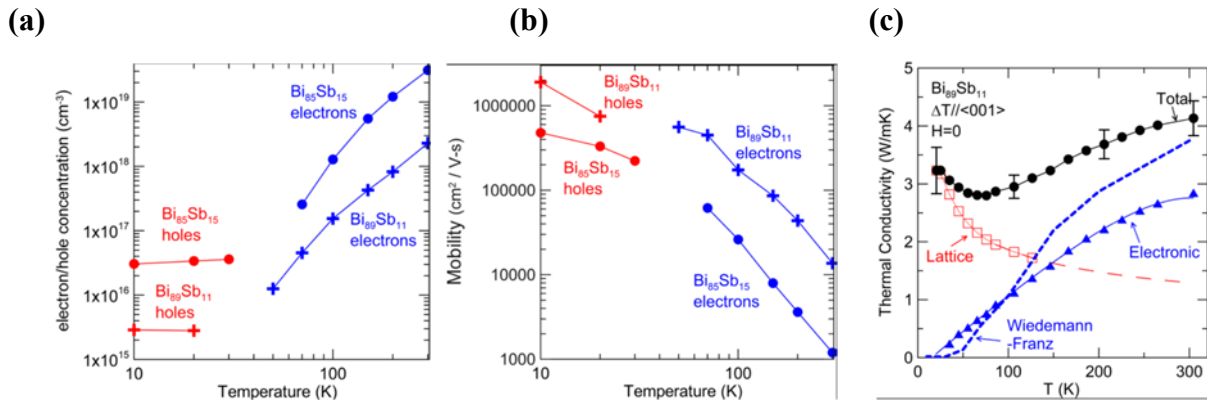 (a)
electron/hole concentration (cm⁻³)
1x10¹⁹
1x10¹⁸
1x10¹⁷
1x10¹⁶
1x10¹⁵
Bi₈₅Sb₁₅
electrons
Bi₈₉Sb₁₁
electrons
Bi₈₅Sb₁₅
holes
Bi₈₉Sb₁₁
holes
10
100
Temperature (K)
(b)
Mobility (cm² / V-s)
1000000
100000
10000
1000
Bi₈₉Sb₁₁
holes
Bi₈₅Sb₁₅
holes
Bi₈₉Sb₁₁
electrons
Bi₈₅Sb₁₅
electrons
10
100
Temperature (K)
(c)
Thermal Conductivity (W/mK)
5
4
3
2
1
0
Bi₈₉Sb₁₁
ΔT//<001>
H=0
Total
Lattice
Electronic
Wiedemann
-Franz
0
50
100
150
200
250
300
T (K)